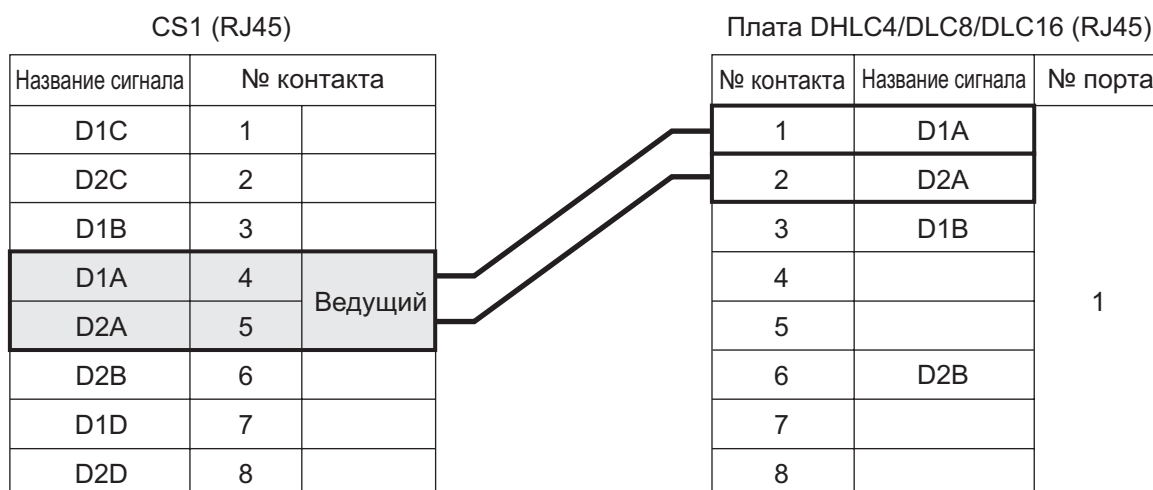 CS1 (RJ45) Плата DHLC4/DLC8/DLC16 (RJ45)
Название сигнала № контакта № контакта Название сигнала № порта
D1C 1 1 D1A
D2C 2 2 D2A
D1B 3 3 D1B
D1A 4 4
Ведущий 1
D2A 5 5
D2B 6 6 D2B
D1D 7 7
D2D 8 8